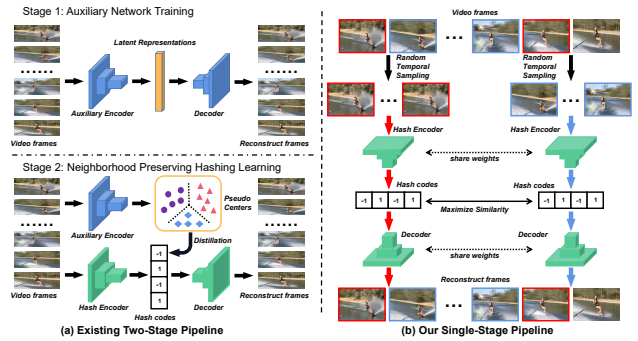 Stage 1: Auxiliary Network Training
Latent Representations
......
......
Auxiliary Encoder
Decoder
Video frames
Reconstruct frames
Stage 2: Neighborhood Preserving Hashing Learning
Pseudo
Centers
......
......
Auxiliary Encoder
Distillation
-1
1
-1
1
Video frames
Hash Encoder
Hash codes
Decoder
Reconstruct frames
(a) Existing Two-Stage Pipeline
Video frames
...
Random
Temporal
Sampling
Random
Temporal
Sampling
...
...
Hash Encoder
Hash Encoder
share weights
Hash codes
Hash codes
-1 1 -1 1
Maximize Similarity
-1 1 -1 1
Decoder
Decoder
share weights
Reconstruct frames
...
(b) Our Single-Stage Pipeline